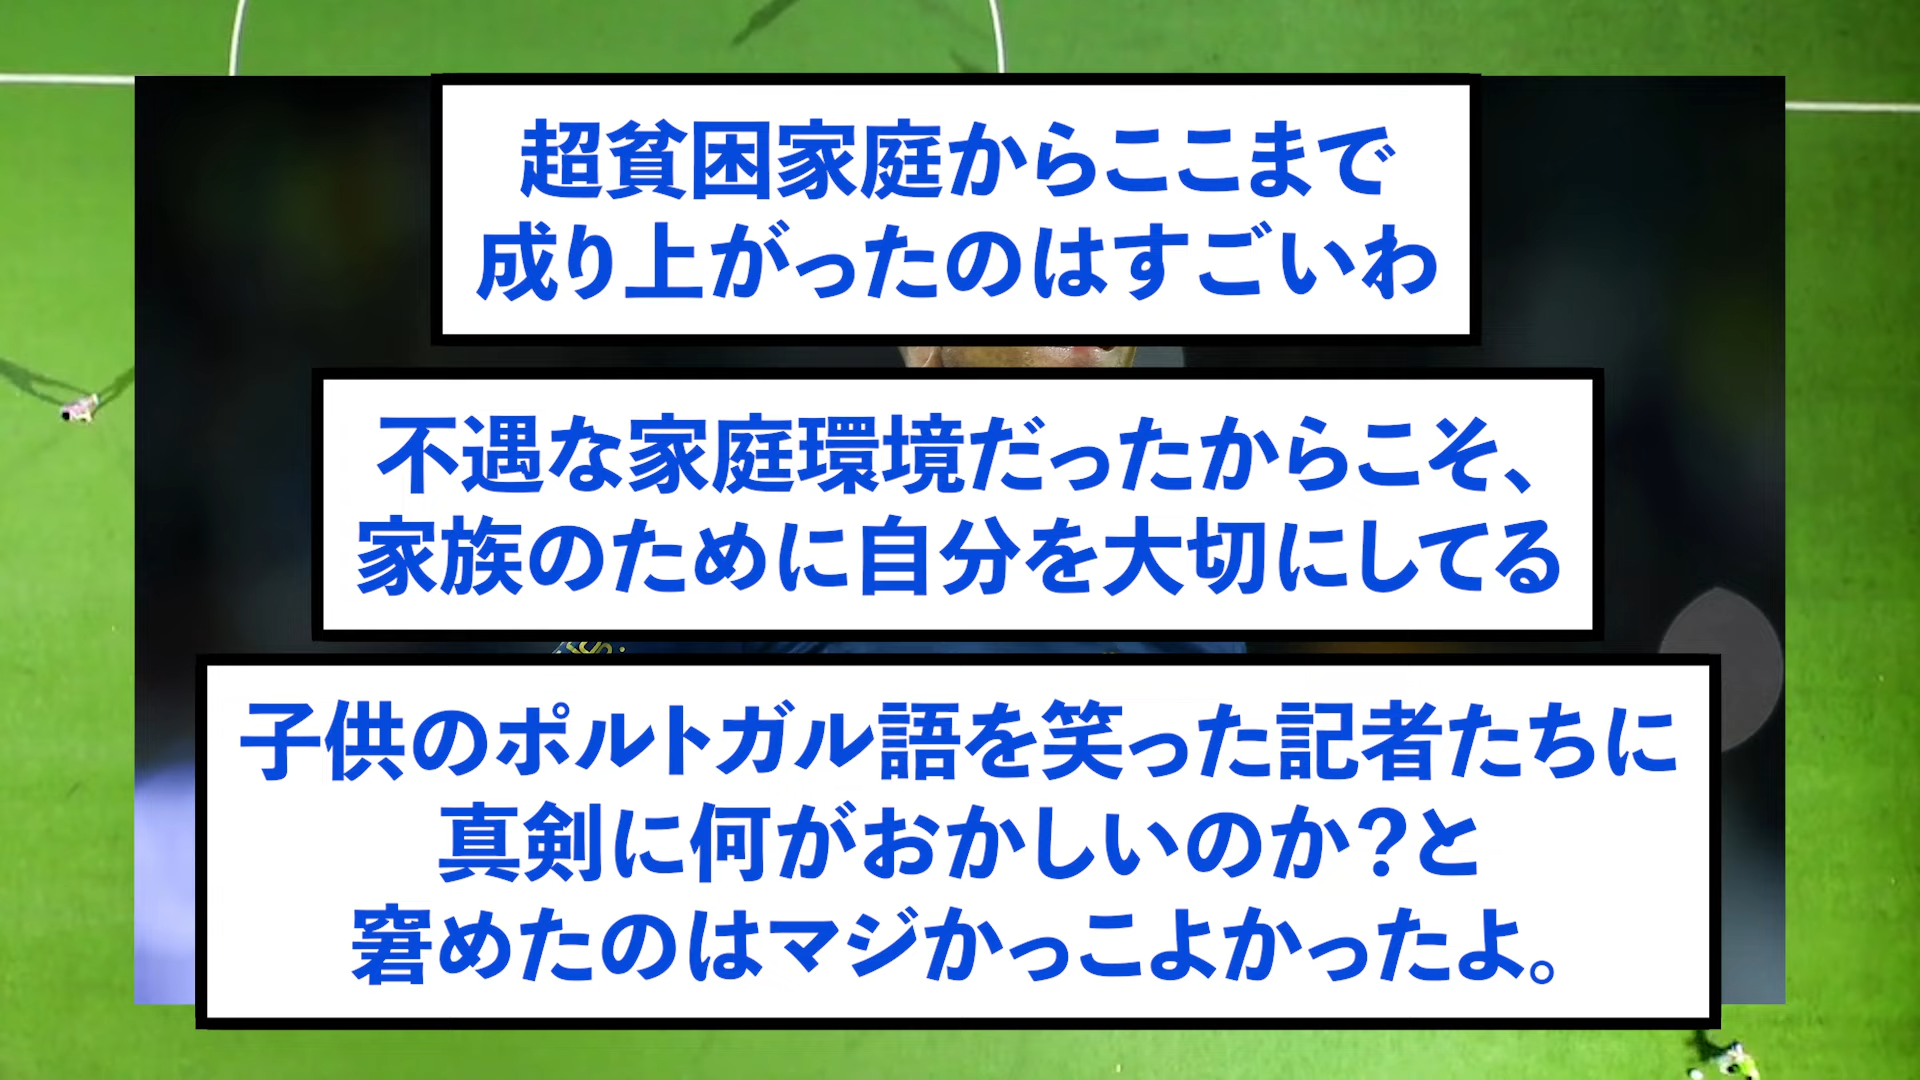 超貧困家庭からここまで
成り上がったのはすごいわ
不遇な家庭環境だったからこそ、
家族のために自分を大切にしてる
子供のポルトガル語を笑った記者たちに
真剣に何がおかしいのか？と
窘めたのはマジかっこよかったよ。